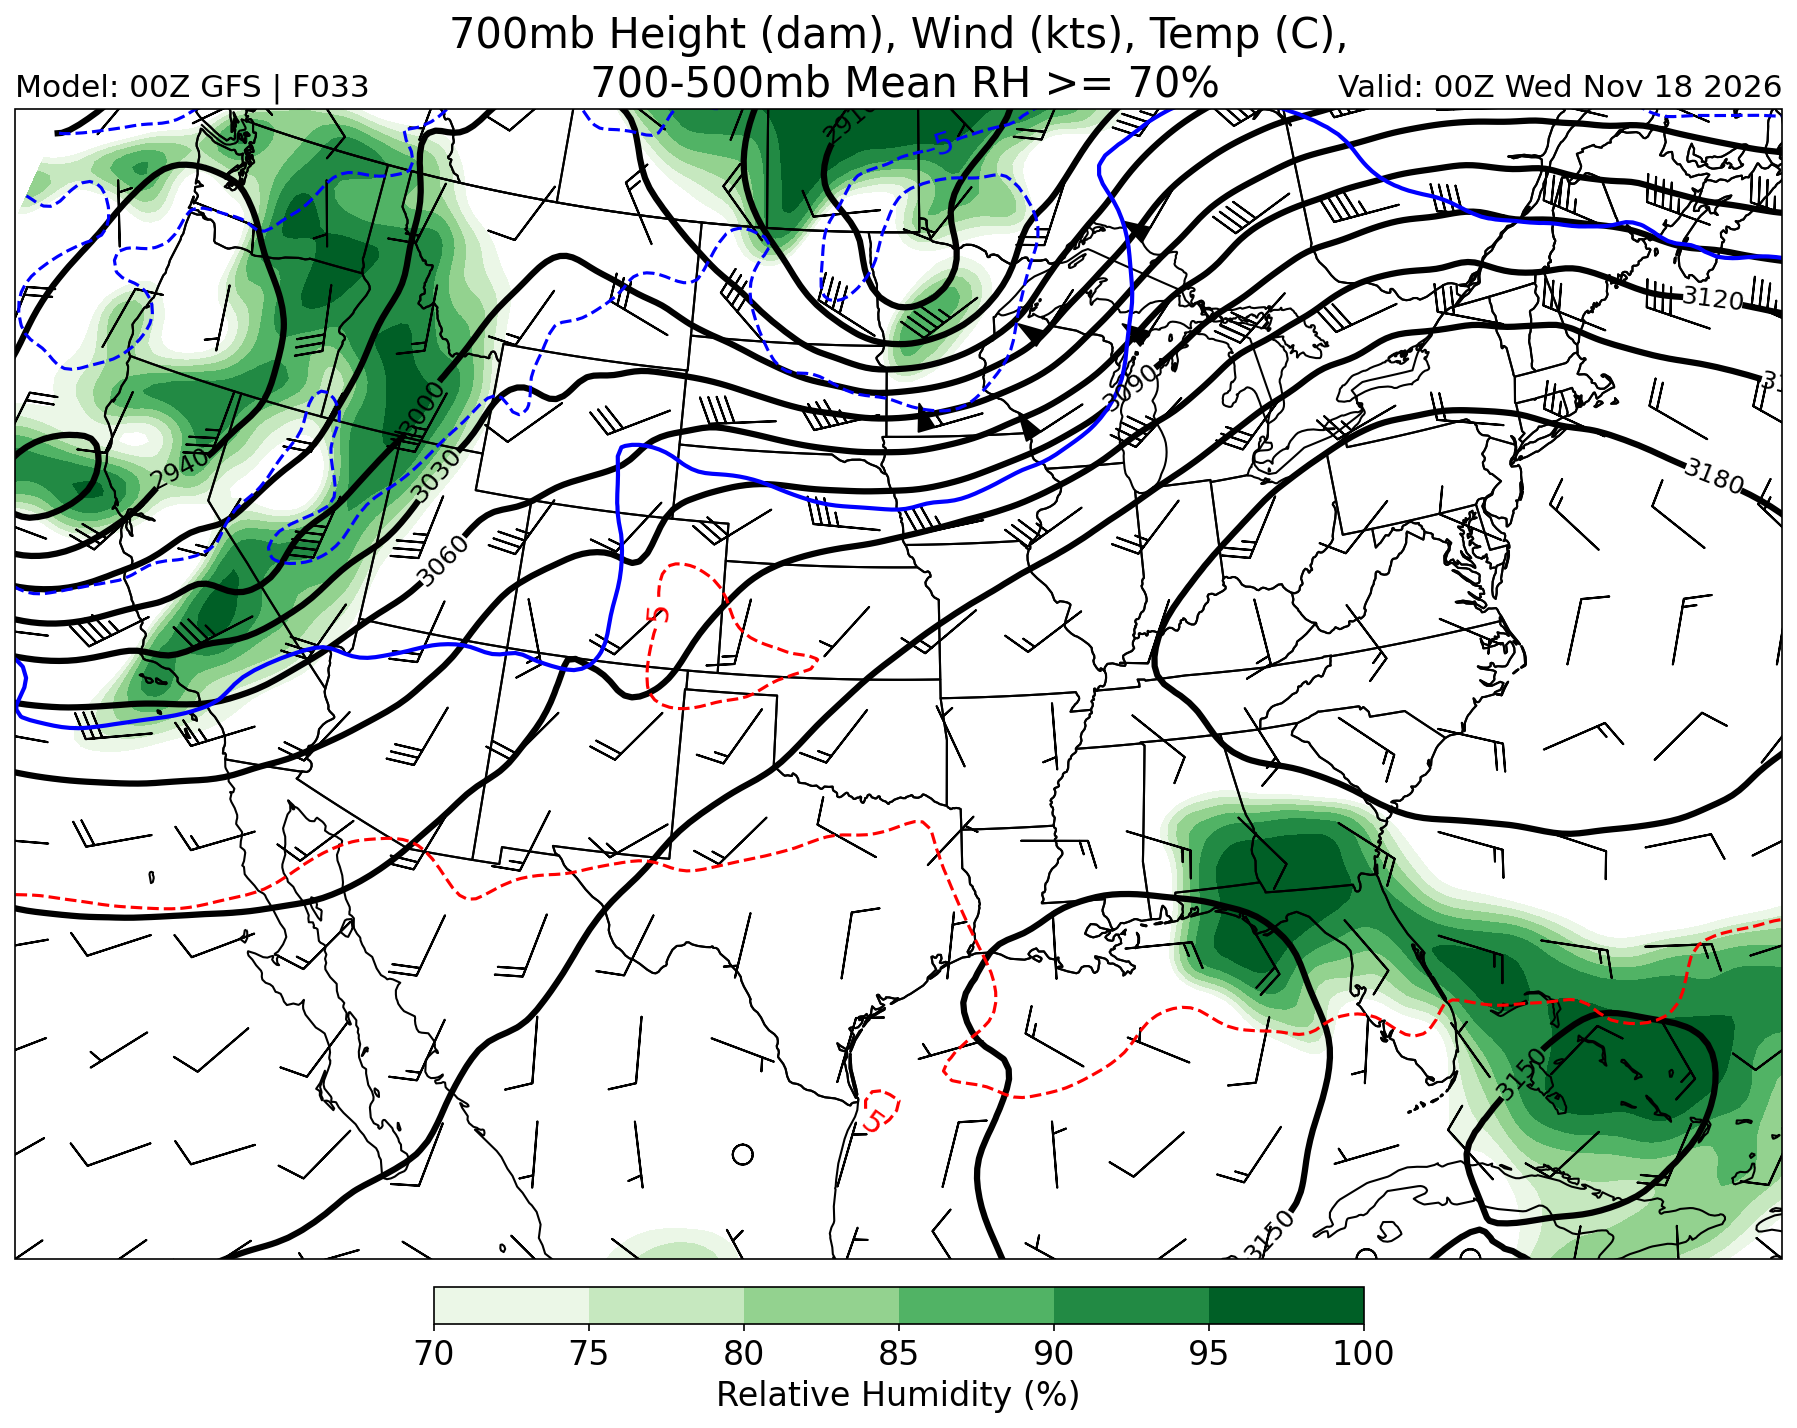 700mb Height (dam), Wind (kts), Temp (C),
700-500mb Mean RH >= 70%
Model: 00Z GFS | F033
Valid: 00Z Wed Nov 18 2026
-5
3120
3090
3000
2940
3180
3030
3060
5
3150
5
3150
70 75 80 85 90 95 100
Relative Humidity (%)